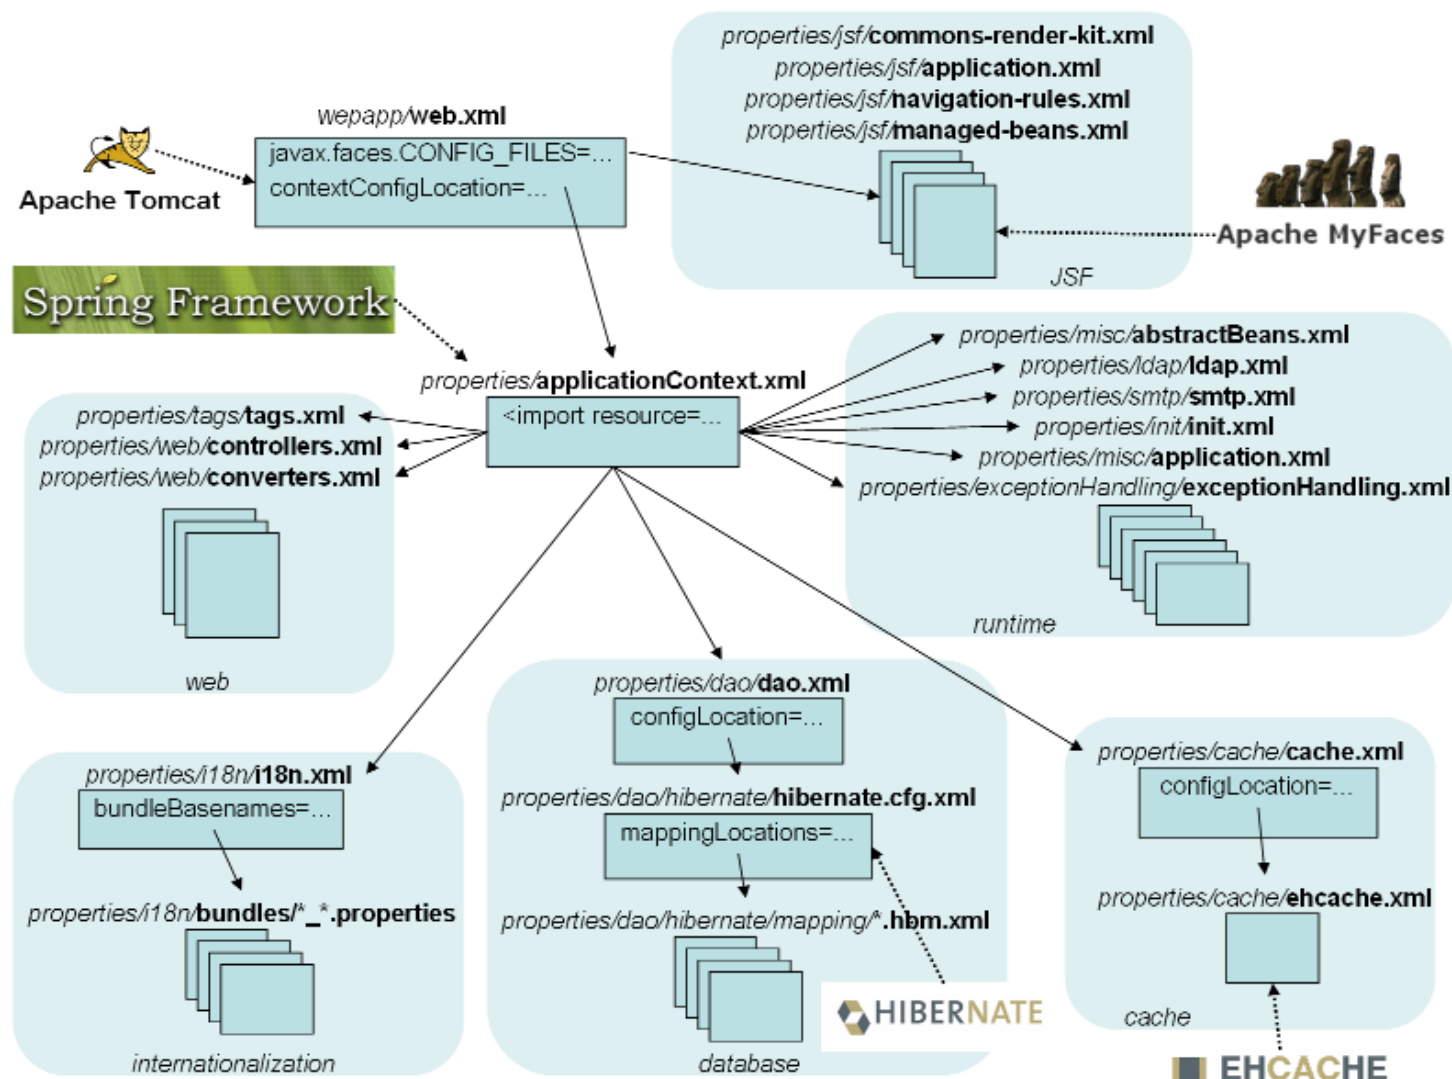 properties/jsf/commons-render-kit.xml
properties/jsf/application.xml
properties/jsf/navigation-rules.xml
properties/jsf/managed-beans.xml
JSF
wepapp/web.xml
javax.faces.CONFIG_FILES=...
contextConfigLocation=...
Apache Tomcat
Apache MyFaces
Spring Framework
properties/applicationContext.xml
<import resource=...
properties/misc/abstractBeans.xml
properties/ldap/ldap.xml
properties/smtp/smtp.xml
properties/init/init.xml
properties/misc/application.xml
properties/exceptionHandling/exceptionHandling.xml
runtime
properties/tags/tags.xml
properties/web/controllers.xml
properties/web/converters.xml
web
properties/i18n/i18n.xml
bundleBasenames=...
properties/i18n/bundles/*_*.properties
internationalization
properties/dao/dao.xml
configLocation=...
properties/dao/hibernate/hibernate.cfg.xml
mappingLocations=...
properties/dao/hibernate/mapping/*.hbm.xml
database
HIBERNATE
properties/cache/cache.xml
configLocation=...
properties/cache/ehcache.xml
cache
EHCACHE